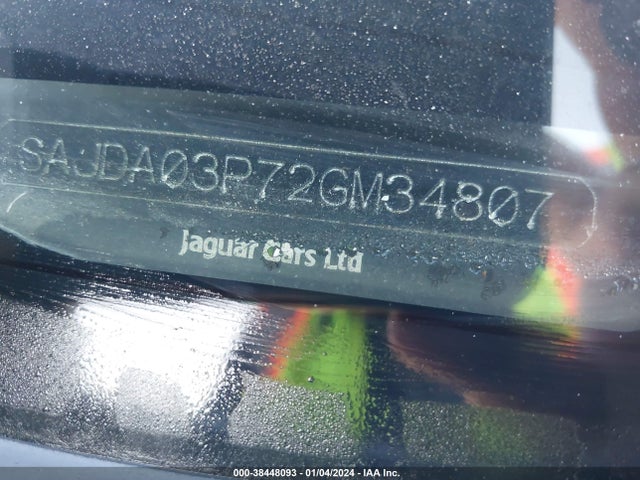 SAJDA03P72GM34807
Jaguar Cars Ltd
000-38448093 - 01/04/2024 - IAA Inc.